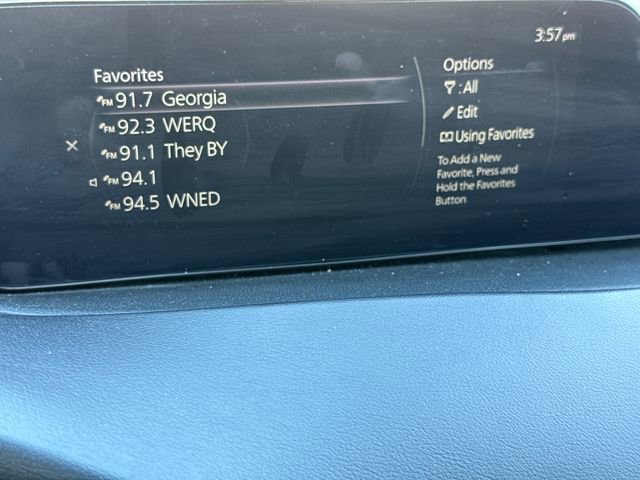 3:57pm
Favorites
FM 91.7 Georgia
FM 92.3 WERQ
FM 91.1 They BY
FM 94.1
FM 94.5 WNED
Options
: All
Edit
Using Favorites
To Add a New
Favorite, Press and
Hold the Favorites
Button